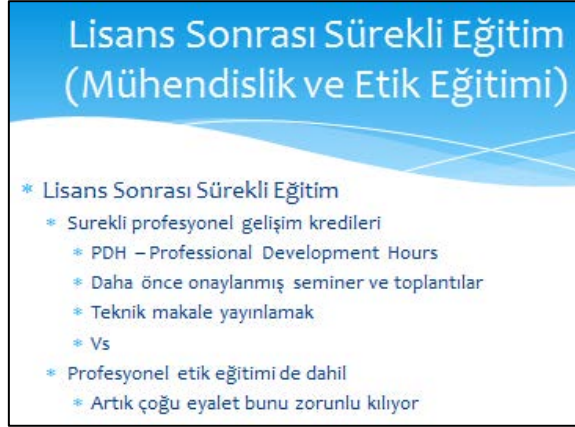 Lisans Sonrası Sürekli Eğitim
(Mühendislik ve Etik Eğitimi)
* Lisans Sonrası Sürekli Eğitim
* Surekli profesyonel gelişim kredileri
* PDH – Professional Development Hours
* Daha önce onaylanmış seminer ve toplantılar
* Teknik makale yayınlamak
* Vs
* Profesyonel etik eğitimi de dahil
* Artık çoğu eyalet bunu zorunlu kılıyor